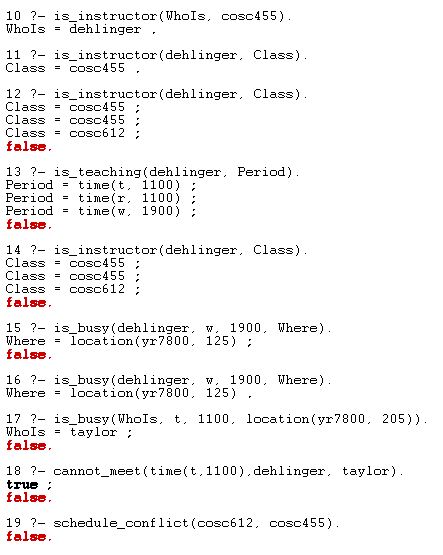 10 ?- is_instructor(WhoIs, cosc455).
WhoIs = dehlinger .
11 ?- is_instructor(dehlinger, Class).
Class = cosc455 .
12 ?- is_instructor(dehlinger, Class).
Class = cosc455 ;
Class = cosc455 ;
Class = cosc612 ;
false.
13 ?- is_teaching(dehlinger, Period).
Period = time(t, 1100) ;
Period = time(r, 1100) ;
Period = time(w, 1900) ;
false.
14 ?- is_instructor(dehlinger, Class).
Class = cosc455 ;
Class = cosc455 ;
Class = cosc612 ;
false.
15 ?- is_busy(dehlinger, w, 1900, Where).
Where = location(yr7800, 125) ;
false.
16 ?- is_busy(dehlinger, w, 1900, Where).
Where = location(yr7800, 125) .
17 ?- is_busy(WhoIs, t, 1100, location(yr7800, 205)).
WhoIs = taylor ;
false.
18 ?- cannot_meet(time(t,1100),dehlinger, taylor).
true ;
false.
19 ?- schedule_conflict(cosc612, cosc455).
false.